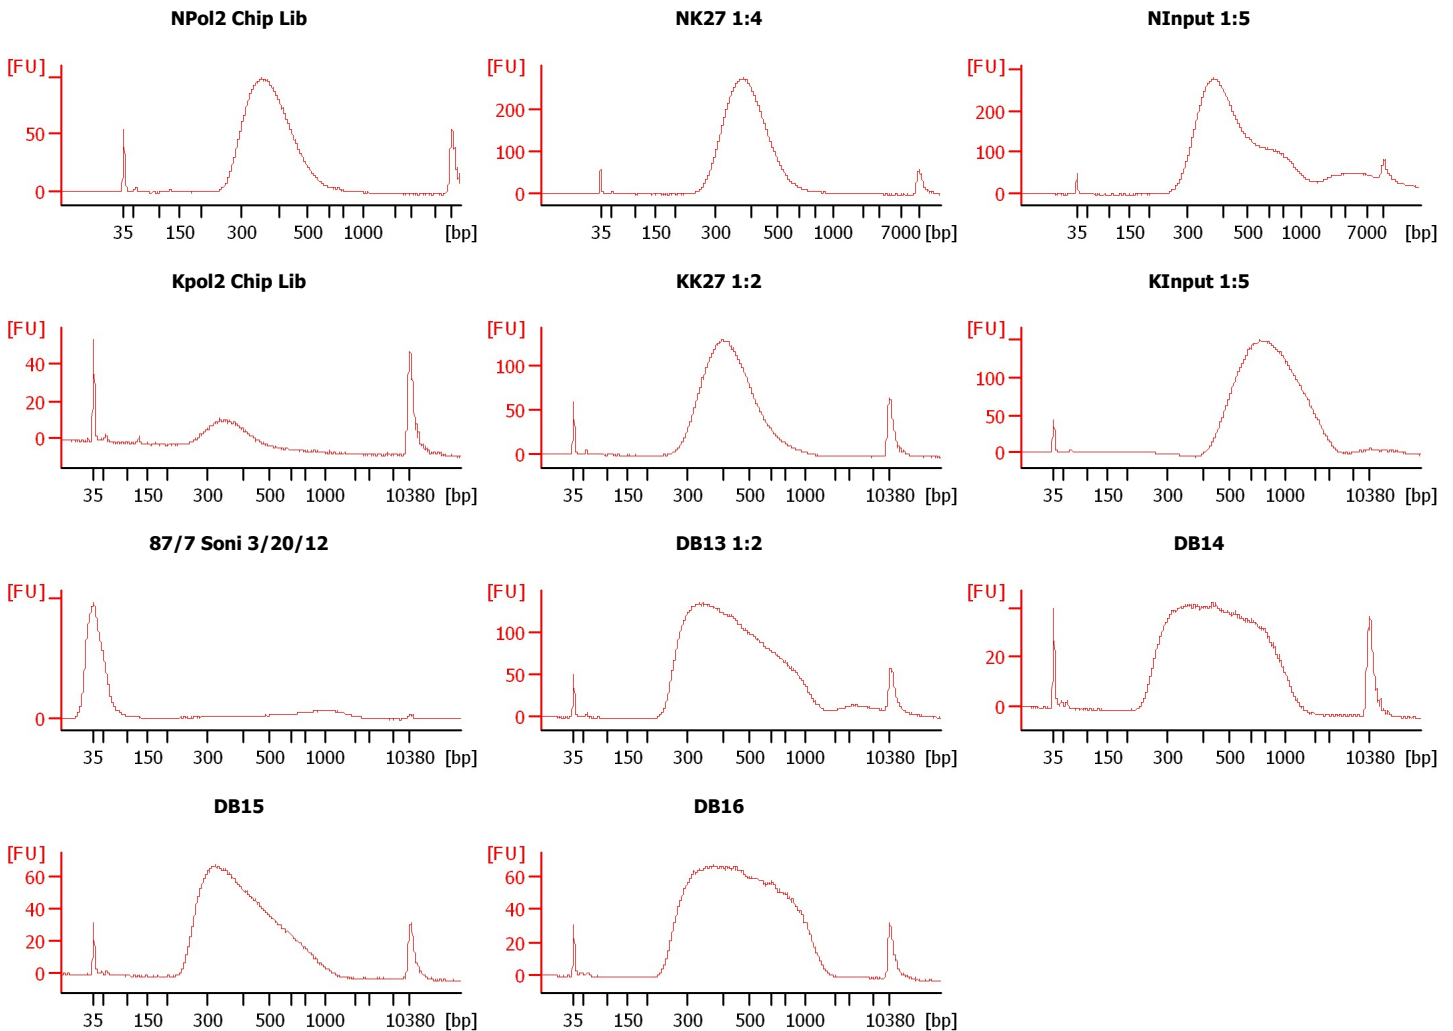 NPol2 Chip Lib
NK27 1:4
NInput 1:5
[FU]
50
0
35 150 300 500 1000 [bp]
[FU]
200
100
0
35 150 300 500 1000 7000 [bp]
[FU]
200
100
0
35 150 300 500 1000 7000 [bp]
Kpol2 Chip Lib
KK27 1:2
KInput 1:5
[FU]
40
20
0
35 150 300 500 1000 10380 [bp]
[FU]
100
50
0
35 150 300 500 1000 10380 [bp]
[FU]
100
50
0
35 150 300 500 1000 10380 [bp]
87/7 Soni 3/20/12
DB13 1:2
DB14
[FU]
0
35 150 300 500 1000 10380 [bp]
[FU]
100
50
0
35 150 300 500 1000 10380 [bp]
[FU]
20
0
35 150 300 500 1000 10380 [bp]
DB15
DB16
[FU]
60
40
20
0
35 150 300 500 1000 10380 [bp]
[FU]
60
40
20
0
35 150 300 500 1000 10380 [bp]